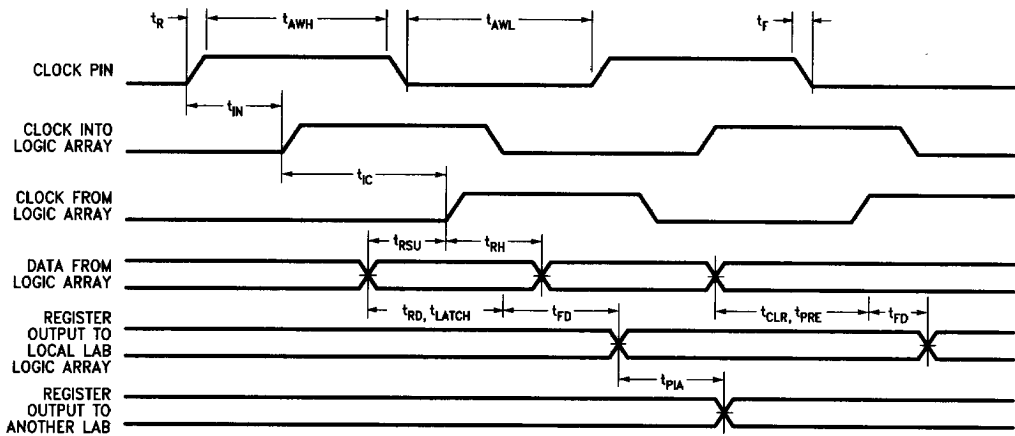 tR
tAWH
tAWL
tF
CLOCK PIN
tIN
CLOCK INTO
LOGIC ARRAY
tIC
CLOCK FROM
LOGIC ARRAY
tRSU
tRH
DATA FROM
LOGIC ARRAY
tRD, tLATCH
tFD
tCLR, tPRE
tFD
REGISTER
OUTPUT TO
LOCAL LAB
LOGIC ARRAY
tPIA
REGISTER
OUTPUT TO
ANOTHER LAB